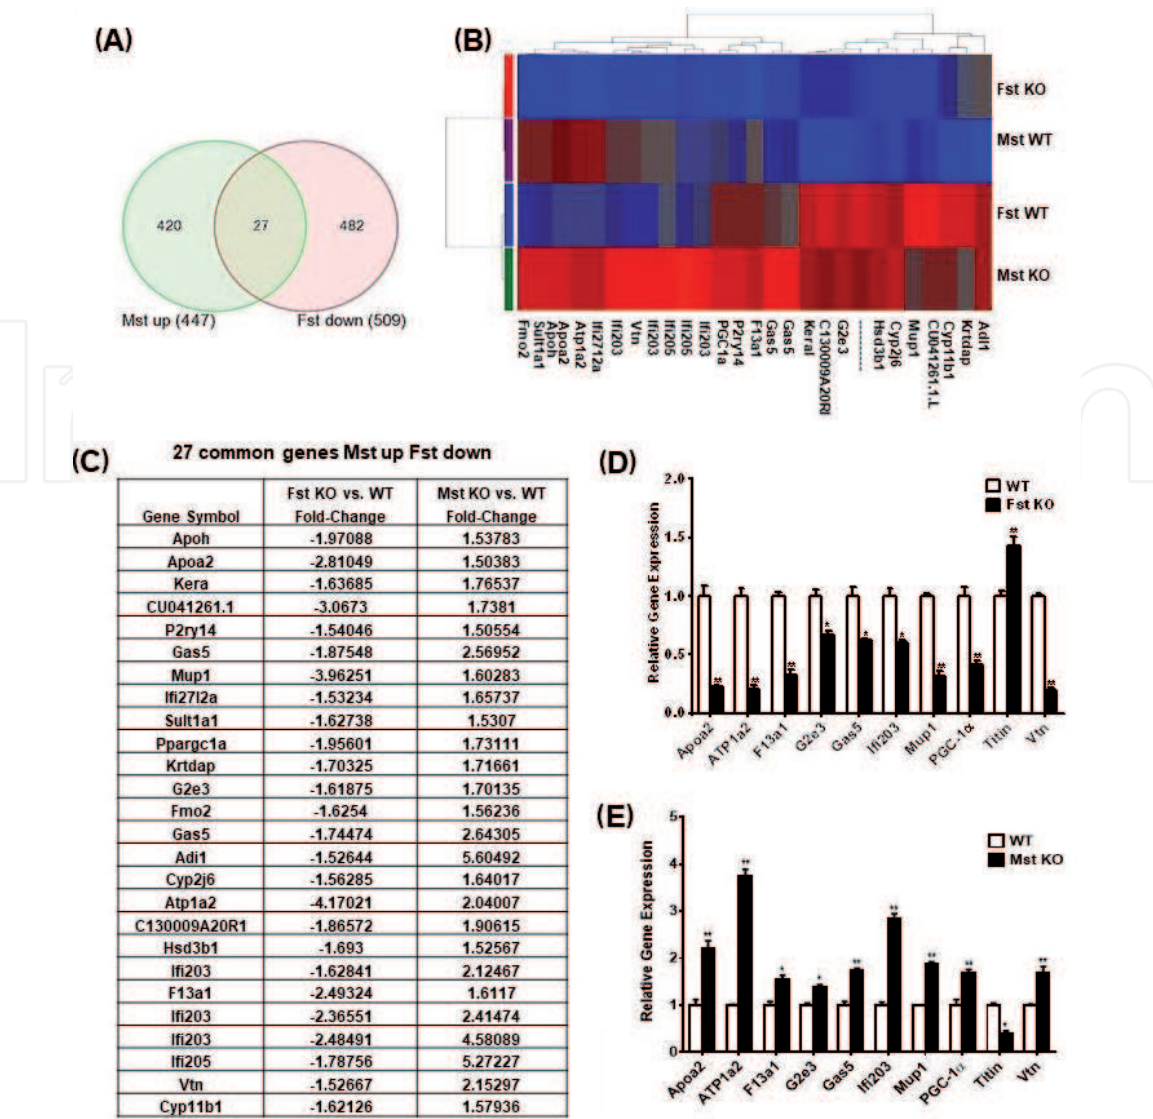 (A)
420
27
482
Mst up (447)
Fst down (509)
(B)
Fst KO
Mst WT
Fst WT
Mst KO
Fmo2
Sult1a1
Apoh
Apoa2
Atp1a2
Ifi2712a
Ifi203
Vtn
Ifi203
Ifi205
Ifi205
Ifi203
PGC1a
P2ry14
F13a1
Gas5
Gas5
Keral
C130009A20RI
G2e3
Hsd3b1
Cyp2j6
Mup1
CU041261.1.L
Cyp11b1
Krtdap
Adi1
(C)
27 common genes Mst up Fst down
Gene Symbol
Fst KO vs. WT
Fold-Change
Mst KO vs. WT
Fold-Change
Apoh -1.97088 1.53783
Apoa2 -2.81049 1.50383
Kera -1.63685 1.76537
CU041261.1 -3.0673 1.7381
P2ry14 -1.54046 1.50554
Gas5 -1.87548 2.56952
Mup1 -3.96251 1.60283
Ifi27l2a -1.53234 1.65737
Sult1a1 -1.62738 1.5307
Ppargc1a -1.95601 1.73111
Krtdap -1.70325 1.71661
G2e3 -1.61875 1.70135
Fmo2 -1.6254 1.56236
Gas5 -1.74474 2.64305
Adi1 -1.52644 5.60492
Cyp2j6 -1.56285 1.64017
Atp1a2 -4.17021 2.04007
C130009A20R1 -1.86572 1.90615
Hsd3b1 -1.693 1.52567
Ifi203 -1.62841 2.12467
F13a1 -2.49324 1.6117
Ifi203 -2.36551 2.41474
Ifi203 -2.48491 4.58089
Ifi205 -1.78756 5.27227
Vtn -1.52667 2.15297
Cyp11b1 -1.62126 1.57936
(D)
Relative Gene Expression
2.0
1.5
1.0
0.5
0.0
WT
Fst KO
** ** ** * * * ** ** ** **
Apoa2
ATP1a2
F13a1
G2e3
Gas5
Ifi203
Mup1
PGC-1α
Titin
Vtn
(E)
Relative Gene Expression
5
4
3
2
1
0
WT
Mst KO
** ** * * ** ** ** ** * **
Apoa2
ATP1a2
F13a1
G2e3
Gas5
Ifi203
Mup1
PGC-1α
Titin
Vtn